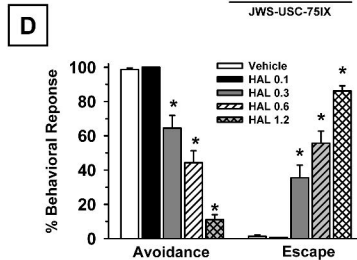 JWS-USC-75IX
D
% Behavioral Reponse
100
80
60
40
20
0
Vehicle
HAL 0.1
HAL 0.3
HAL 0.6
HAL 1.2
*
*
*
*
*
*
Avoidance
Escape